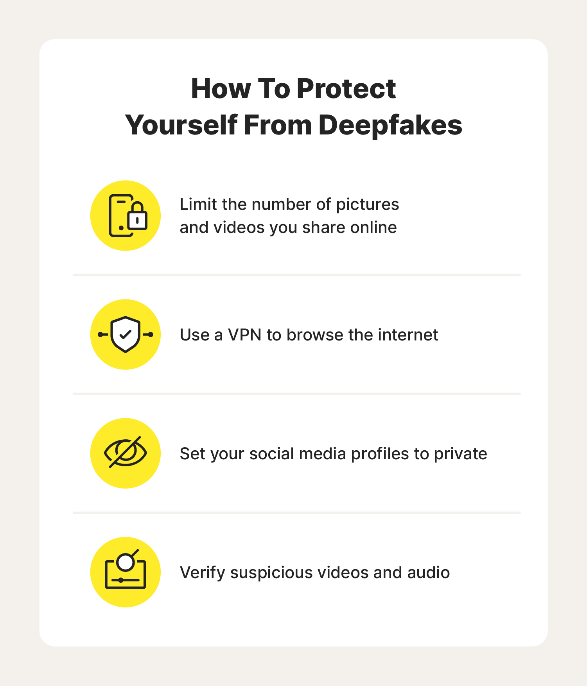 How To Protect
Yourself From Deepfakes
Limit the number of pictures
and videos you share online
Use a VPN to browse the internet
Set your social media profiles to private
Verify suspicious videos and audio